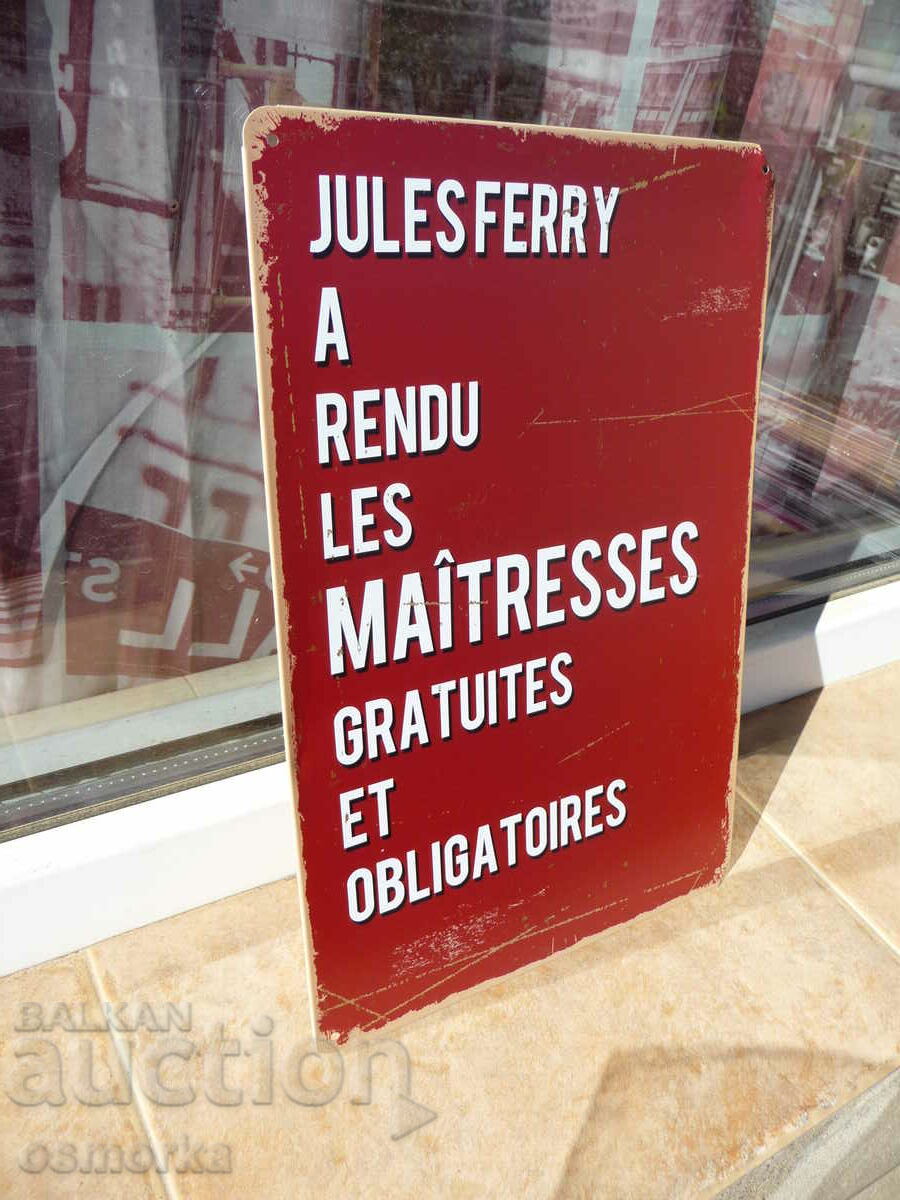 JULES FERRY
A
RENDU
LES
MAÎTRESSES
GRATUITES
ET
OBLIGATOIRES
BALKAN
auction
osmorka